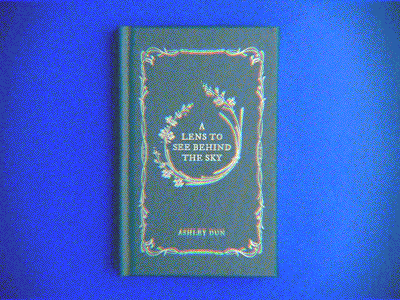 A
LENS TO
SEE BEHIND
THE SKY
ASHLEY DUN